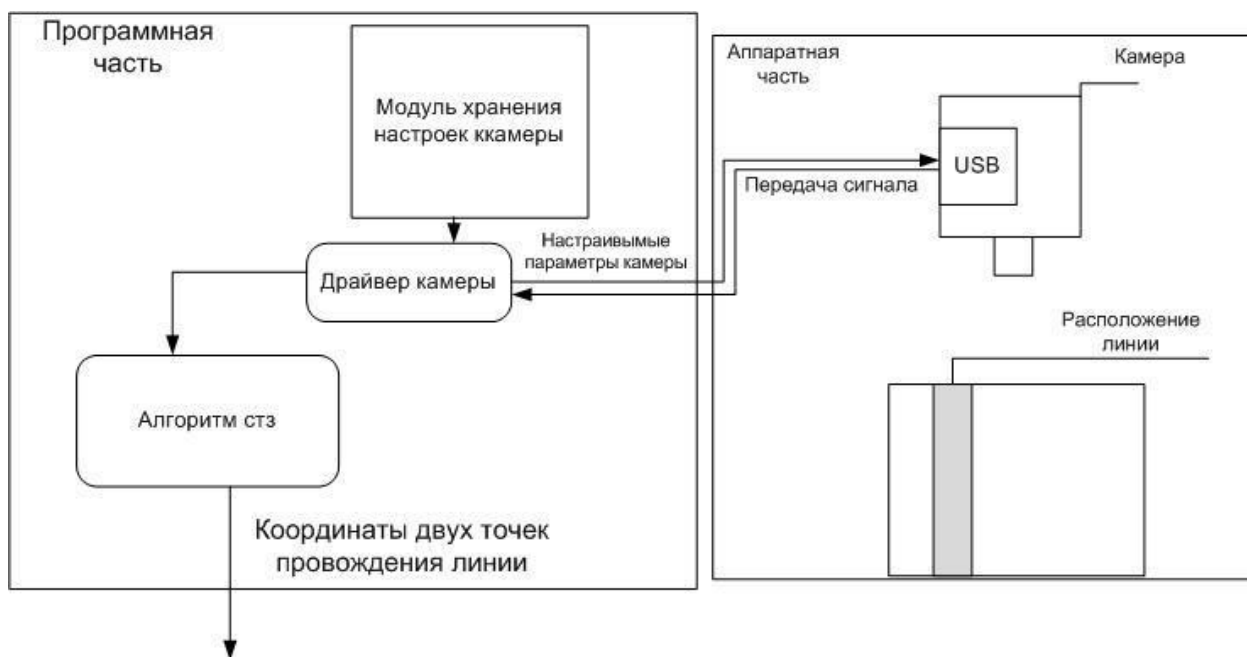 Программная
часть
Модуль хранения
настроек ккамеры
Драйвер камеры
Настраивымые
параметры камеры
Алгоритм стз
Координаты двух точек
провождения линии
Аппаратная
часть
Камера
USB
Передача сигнала
Расположение
линии